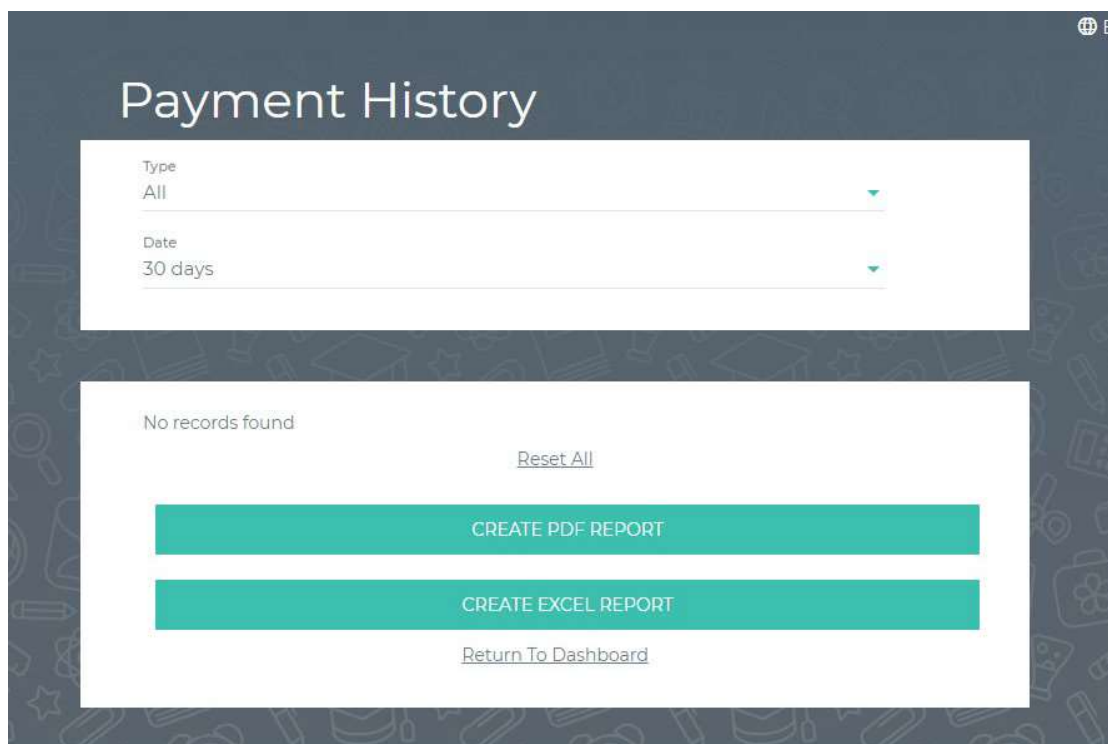 Payment History
Type
All
Date
30 days
No records found
Reset All
CREATE PDF REPORT
CREATE EXCEL REPORT
Return To Dashboard